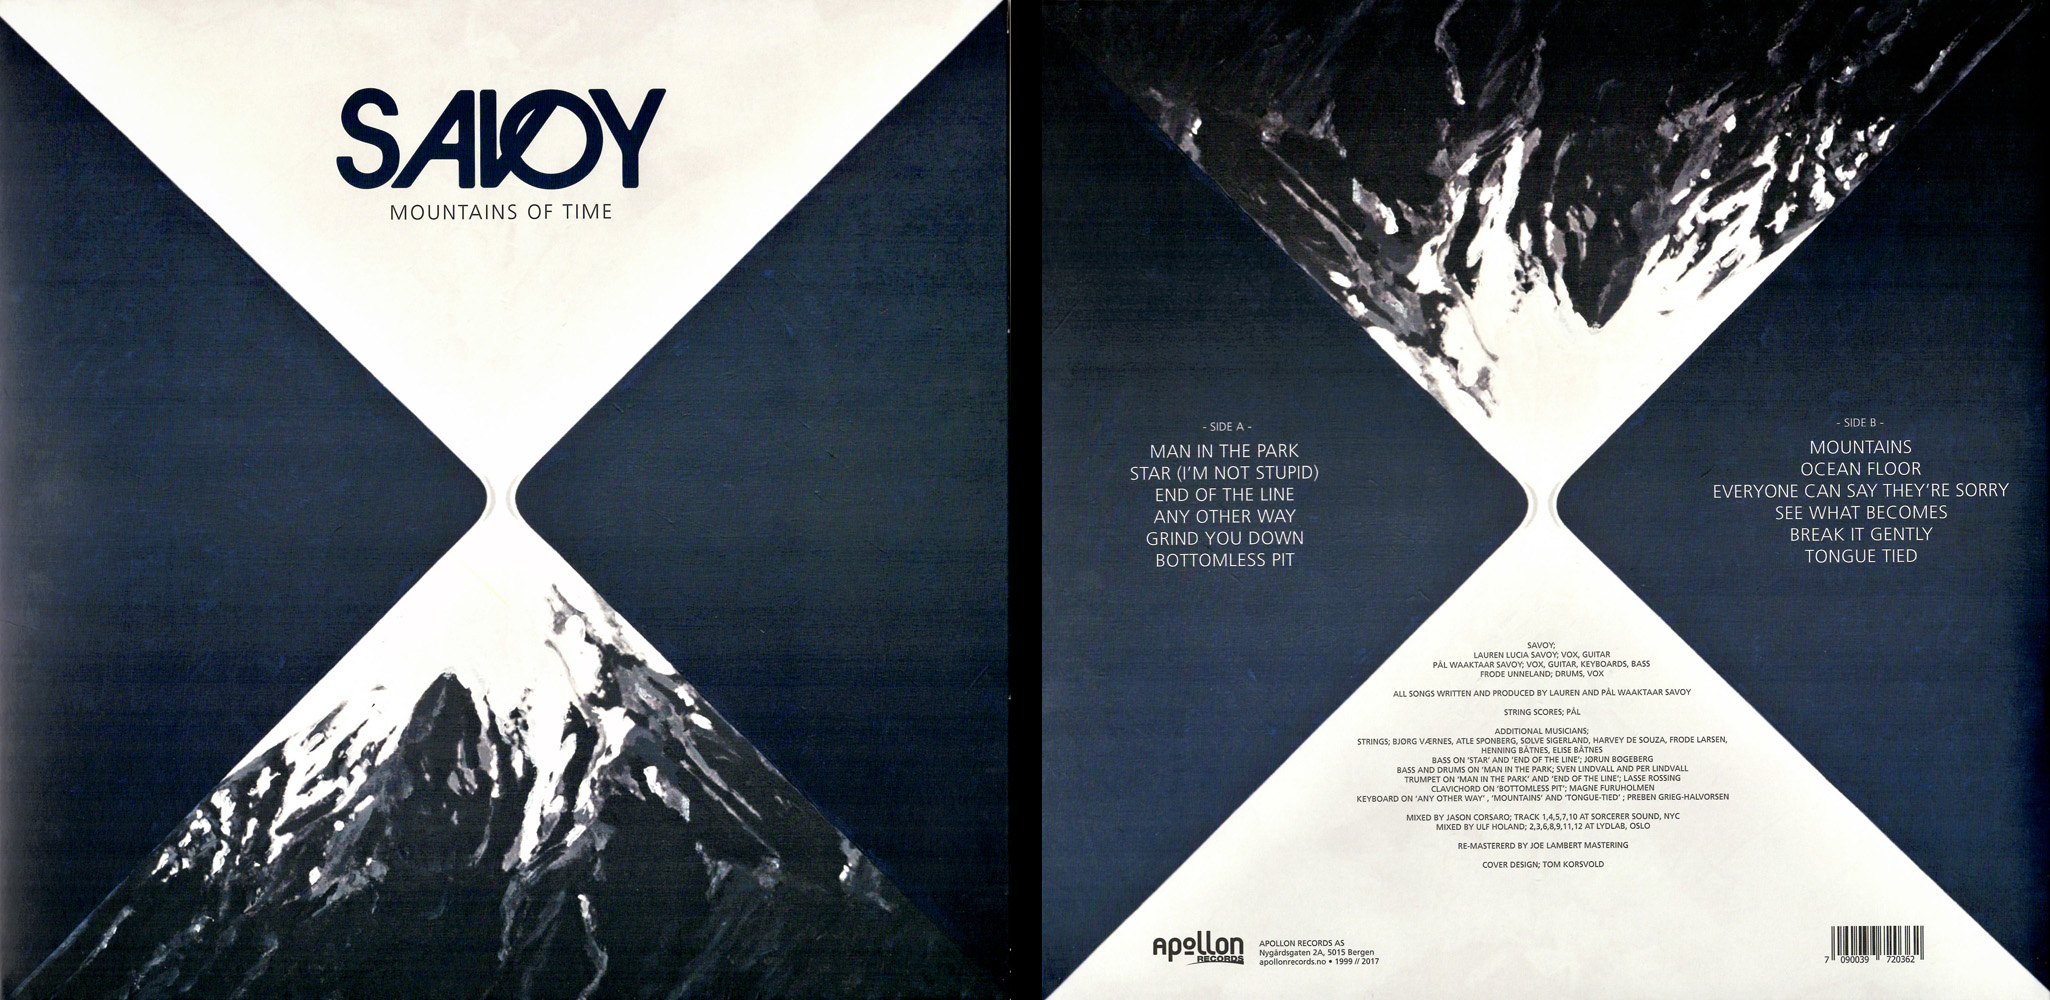 SAVOY
MOUNTAINS OF TIME
- SIDE A -
MAN IN THE PARK
STAR (I'M NOT STUPID)
END OF THE LINE
ANY OTHER WAY
GRIND YOU DOWN
BOTTOMLESS PIT
- SIDE B -
MOUNTAINS
OCEAN FLOOR
EVERYONE CAN SAY THEY'RE SORRY
SEE WHAT BECOMES
BREAK IT GENTLY
TONGUE TIED
SAVOY;
LAUREN LUCIA SAVOY; VOX, GUITAR
PÅL WAAKTAAR SAVOY; VOX, GUITAR, KEYBOARDS, BASS
FRODE UNNELAND; DRUMS, VOX
ALL SONGS WRITTEN AND PRODUCED BY LAUREN AND PÅL WAAKTAAR SAVOY
STRING SCORES; PÅL
ADDITIONAL MUSICIANS;
STRINGS; BJØRG VÆRNES, ATLE SPONBERG, SØLVE SIGERLAND, HARVEY DE SOUZA, FRODE LARSEN,
HENNING BÅTNES, ELISE BÅTNES
BASS ON 'STAR' AND 'END OF THE LINE'; JØRUN BØGEBERG
BASS AND DRUMS ON 'MAN IN THE PARK; SVEN LINDVALL AND PER LINDVALL
TRUMPET ON 'MAN IN THE PARK' AND 'END OF THE LINE'; LASSE ROSSING
CLAVICHORD ON 'BOTTOMLESS PIT'; MAGNE FURUHOLMEN
KEYBOARD ON 'ANY OTHER WAY' , 'MOUNTAINS' AND 'TONGUE-TIED' ; PREBEN GRIEG-HALVORSEN
MIXED BY JASON CORSARO; TRACK 1,4,5,7,10 AT SORCERER SOUND, NYC
MIXED BY ULF HOLAND; 2,3,6,8,9,11,12 AT LYDLAB, OSLO
RE-MASTERERD BY JOE LAMBERT MASTERING
COVER DESIGN; TOM KORSVOLD
Apollon
RECORDS
APOLLON RECORDS AS
Nygårdsgaten 2A, 5015 Bergen
apollonrecords.no • 1999 // 2017
7 090039 720362